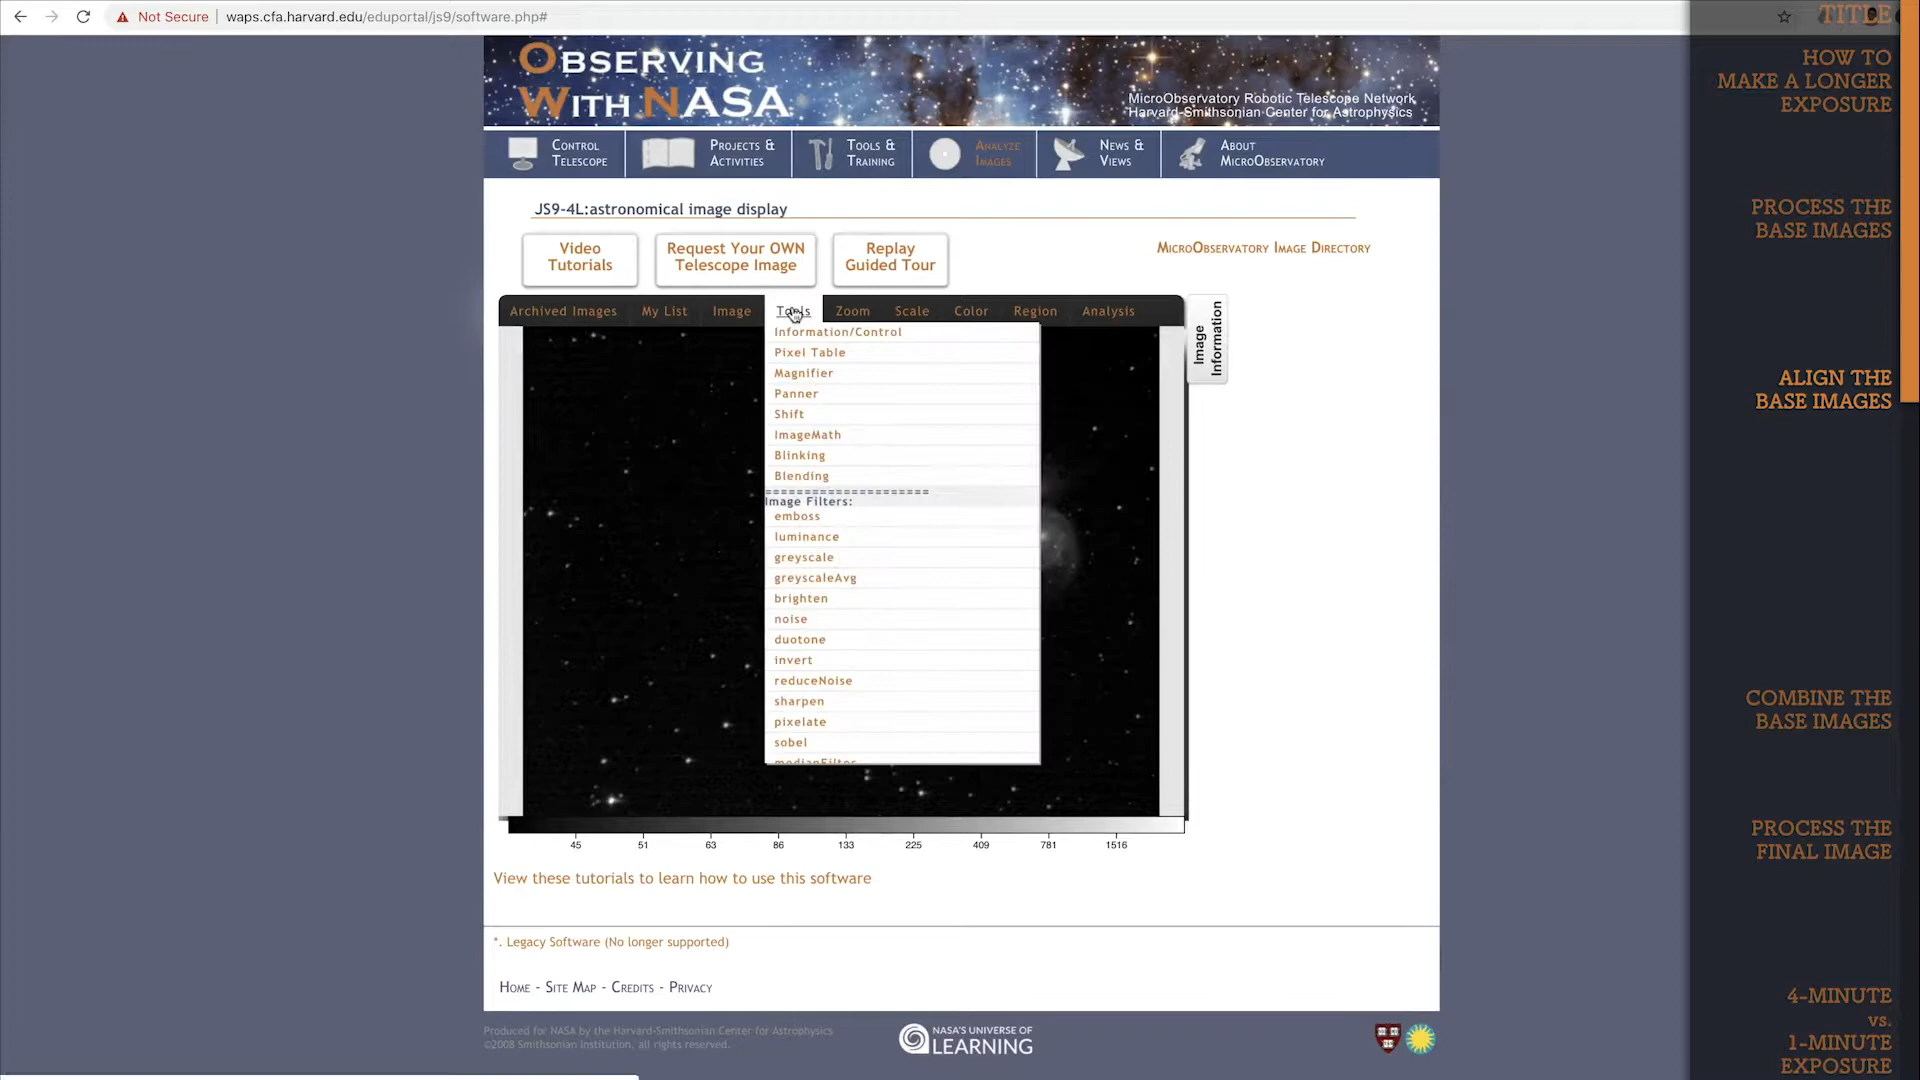 Not Secure
waps.cfa.harvard.edu/eduportal/js9/software.php#
OBSERVING
WITH NASA
MicroObservatory Robotic Telescope Network
Harvard-Smithsonian Center for Astrophysics
CONTROL
TELESCOPE
PROJECTS &
ACTIVITIES
TOOLS &
TRAINING
ANALYZE
IMAGES
NEWS &
VIEWS
ABOUT
MICROOBSERVATORY
JS9-4L:astronomical image display
Video
Tutorials
Request Your OWN
Telescope Image
Replay
Guided Tour
MICROOBSERVATORY IMAGE DIRECTORY
Archived Images
My List
Image
Tools
Zoom
Scale
Color
Region
Analysis
Image
Information
Information/Control
Pixel Table
Magnifier
Panner
Shift
ImageMath
Blinking
Blending
=====================
Image Filters:
emboss
luminance
greyscale
greyscaleAvg
brighten
noise
duotone
invert
reduceNoise
sharpen
pixelate
sobel
medianFilter
45 51 63 86 133 225 409 781 1516
View these tutorials to learn how to use this software
*. Legacy Software (No longer supported)
HOME - SITE MAP - CREDITS - PRIVACY
Produced for NASA by the Harvard-Smithsonian Center for Astrophysics
©2008 Smithsonian Institution, all rights reserved.
NASA'S UNIVERSE OF
LEARNING
TITLE
HOW TO
MAKE A LONGER
EXPOSURE
PROCESS THE
BASE IMAGES
ALIGN THE
BASE IMAGES
COMBINE THE
BASE IMAGES
PROCESS THE
FINAL IMAGE
4-MINUTE
VS.
1-MINUTE
EXPOSURE